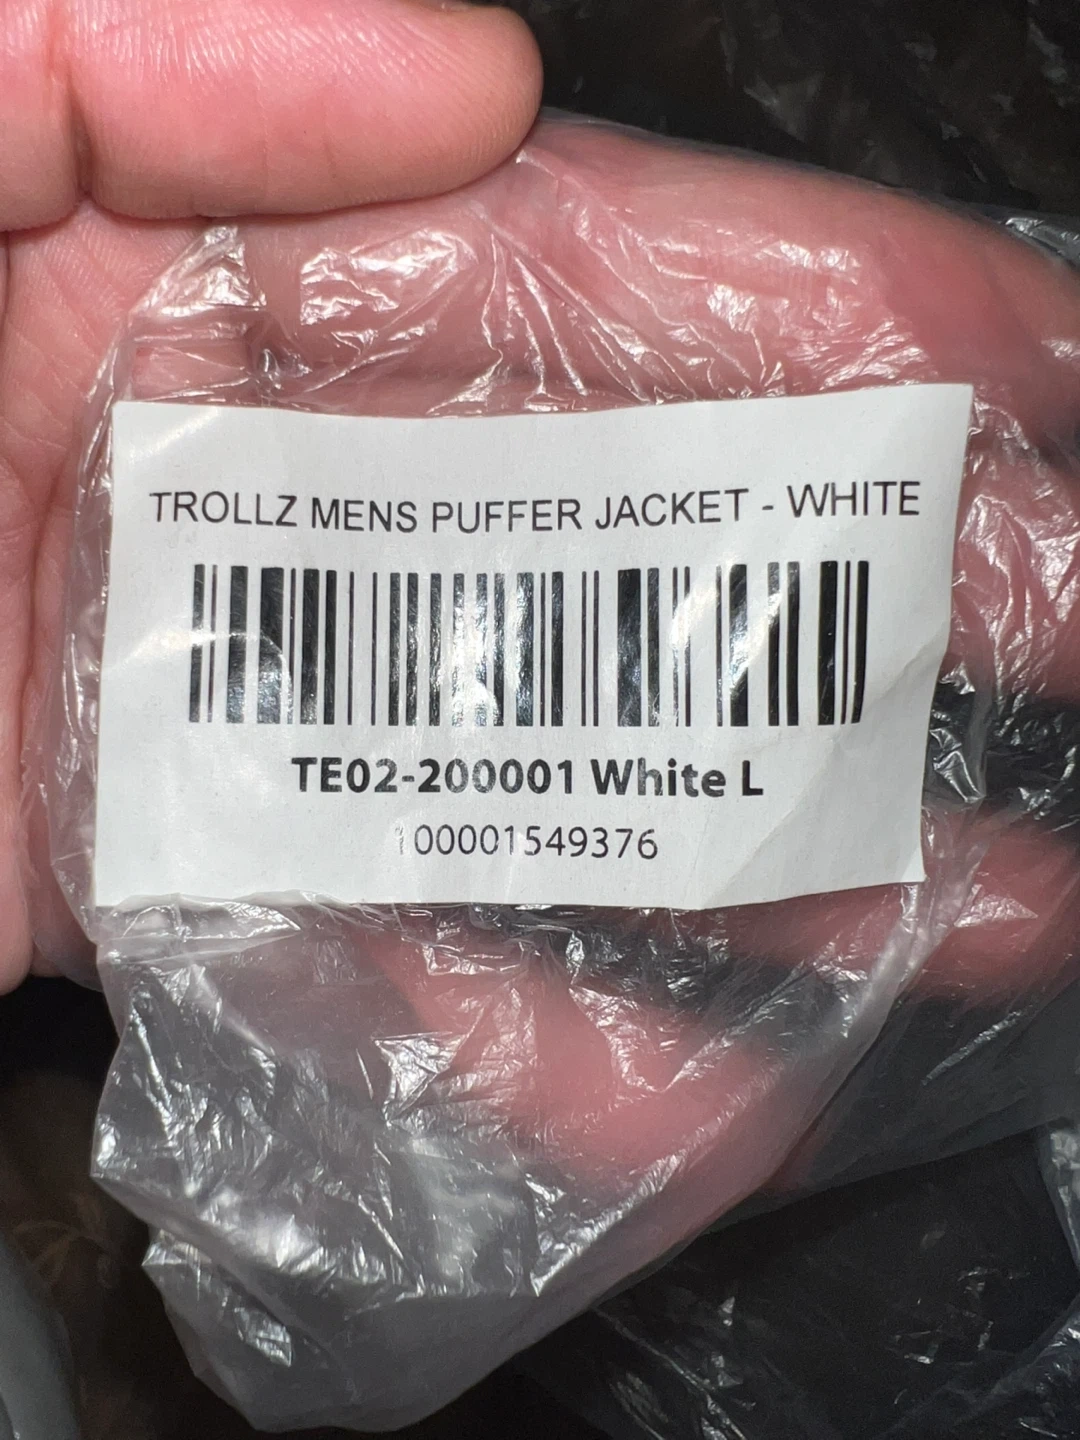 TROLLZ MENS PUFFER JACKET - WHITE
TE02-200001 White L
100001549376